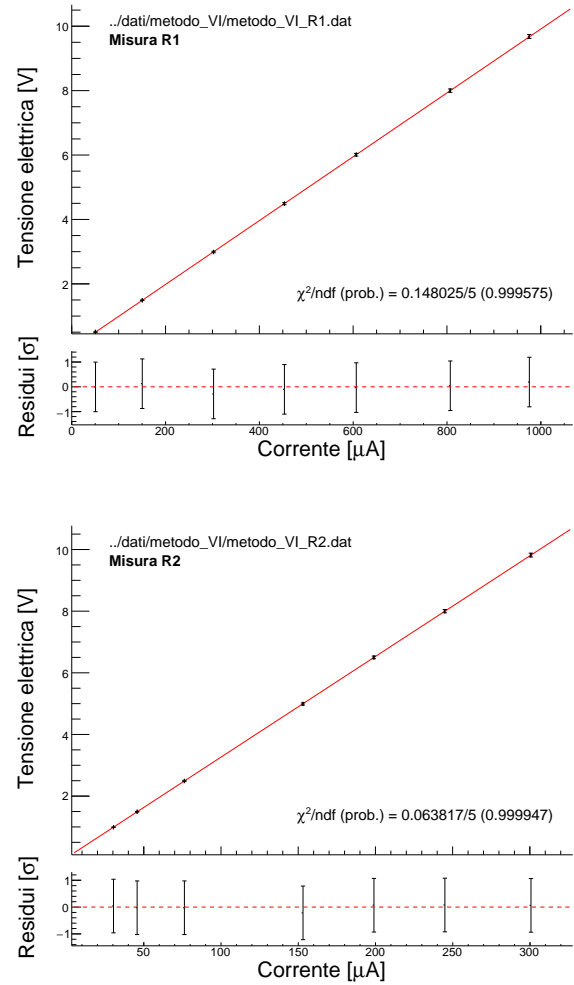 ../dati/metodo_VI/metodo_VI_R1.dat
Misura R1
Tensione elettrica [V]
10
8
6
4
2
χ²/ndf (prob.) = 0.148025/5 (0.999575)
Residui [σ]
1
0
−1
0 200 400 600 800 1000
Corrente [μA]
../dati/metodo_VI/metodo_VI_R2.dat
Misura R2
Tensione elettrica [V]
10
8
6
4
2
χ²/ndf (prob.) = 0.063817/5 (0.999947)
Residui [σ]
1
0
−1
50 100 150 200 250 300
Corrente [μA]